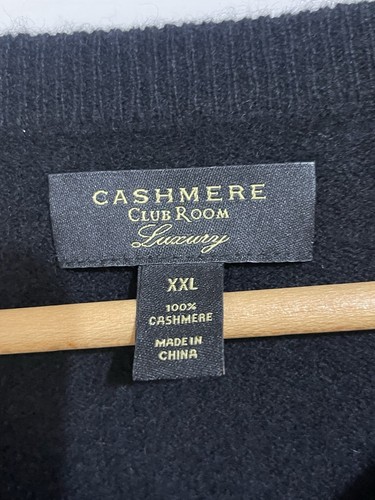 CASHMERE
CLUB ROOM
Luxury
XXL
100%
CASHMERE
MADE IN
CHINA